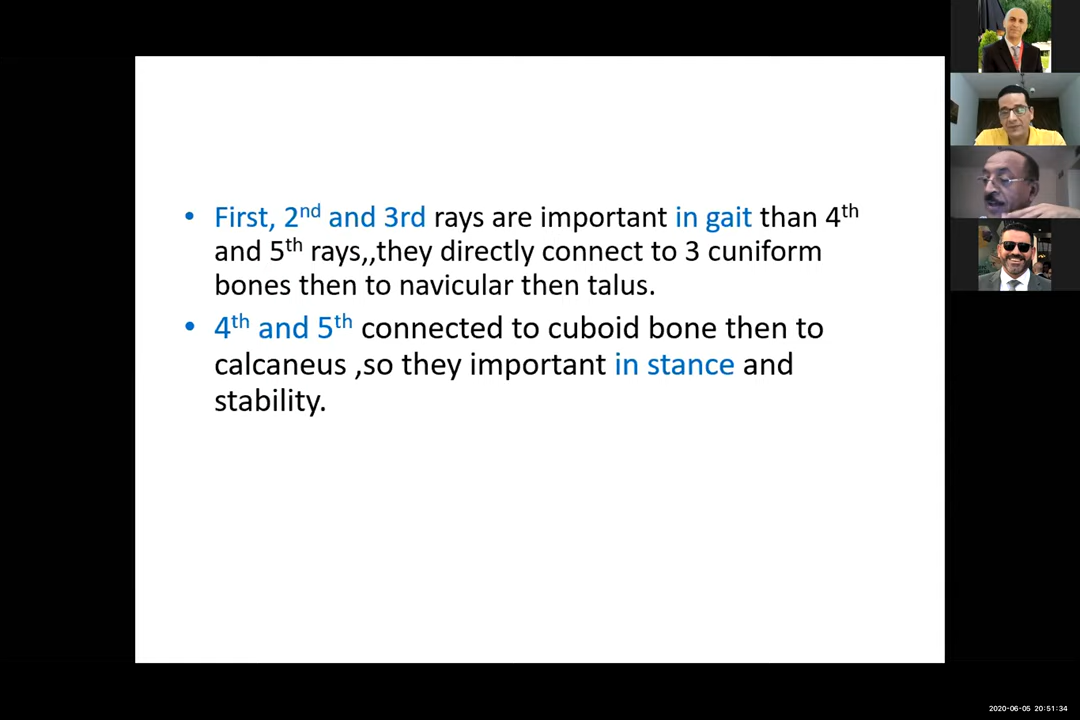 • First, 2nd and 3rd rays are important in gait than 4th
and 5th rays,,they directly connect to 3 cuniform
bones then to navicular then talus.
• 4th and 5th connected to cuboid bone then to
calcaneus ,so they important in stance and
stability.
2020-06-05 20:51:34